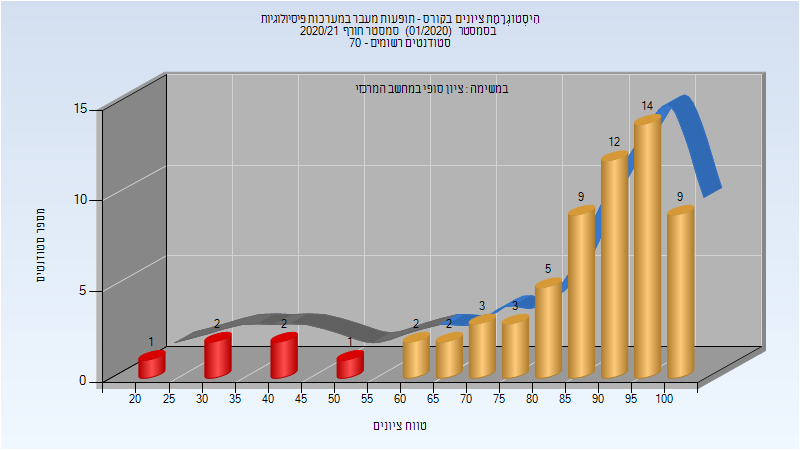 הִיסְטוֹגְרַמַּת ציונים בקורס - תופעות מעבר במערכות פיסיולוגיות
בסמסטר (01/2020) סמסטר חורף 2020/21
סטודנטים רשומים - 70
במשימה : ציון סופי במחשב המרכזי
מספר סטודנטים
15
10
5
0
1
2
2
1
2
2
3
3
5
9
12
14
9
20 25 30 35 40 45 50 55 60 65 70 75 80 85 90 95 100
טווח ציונים